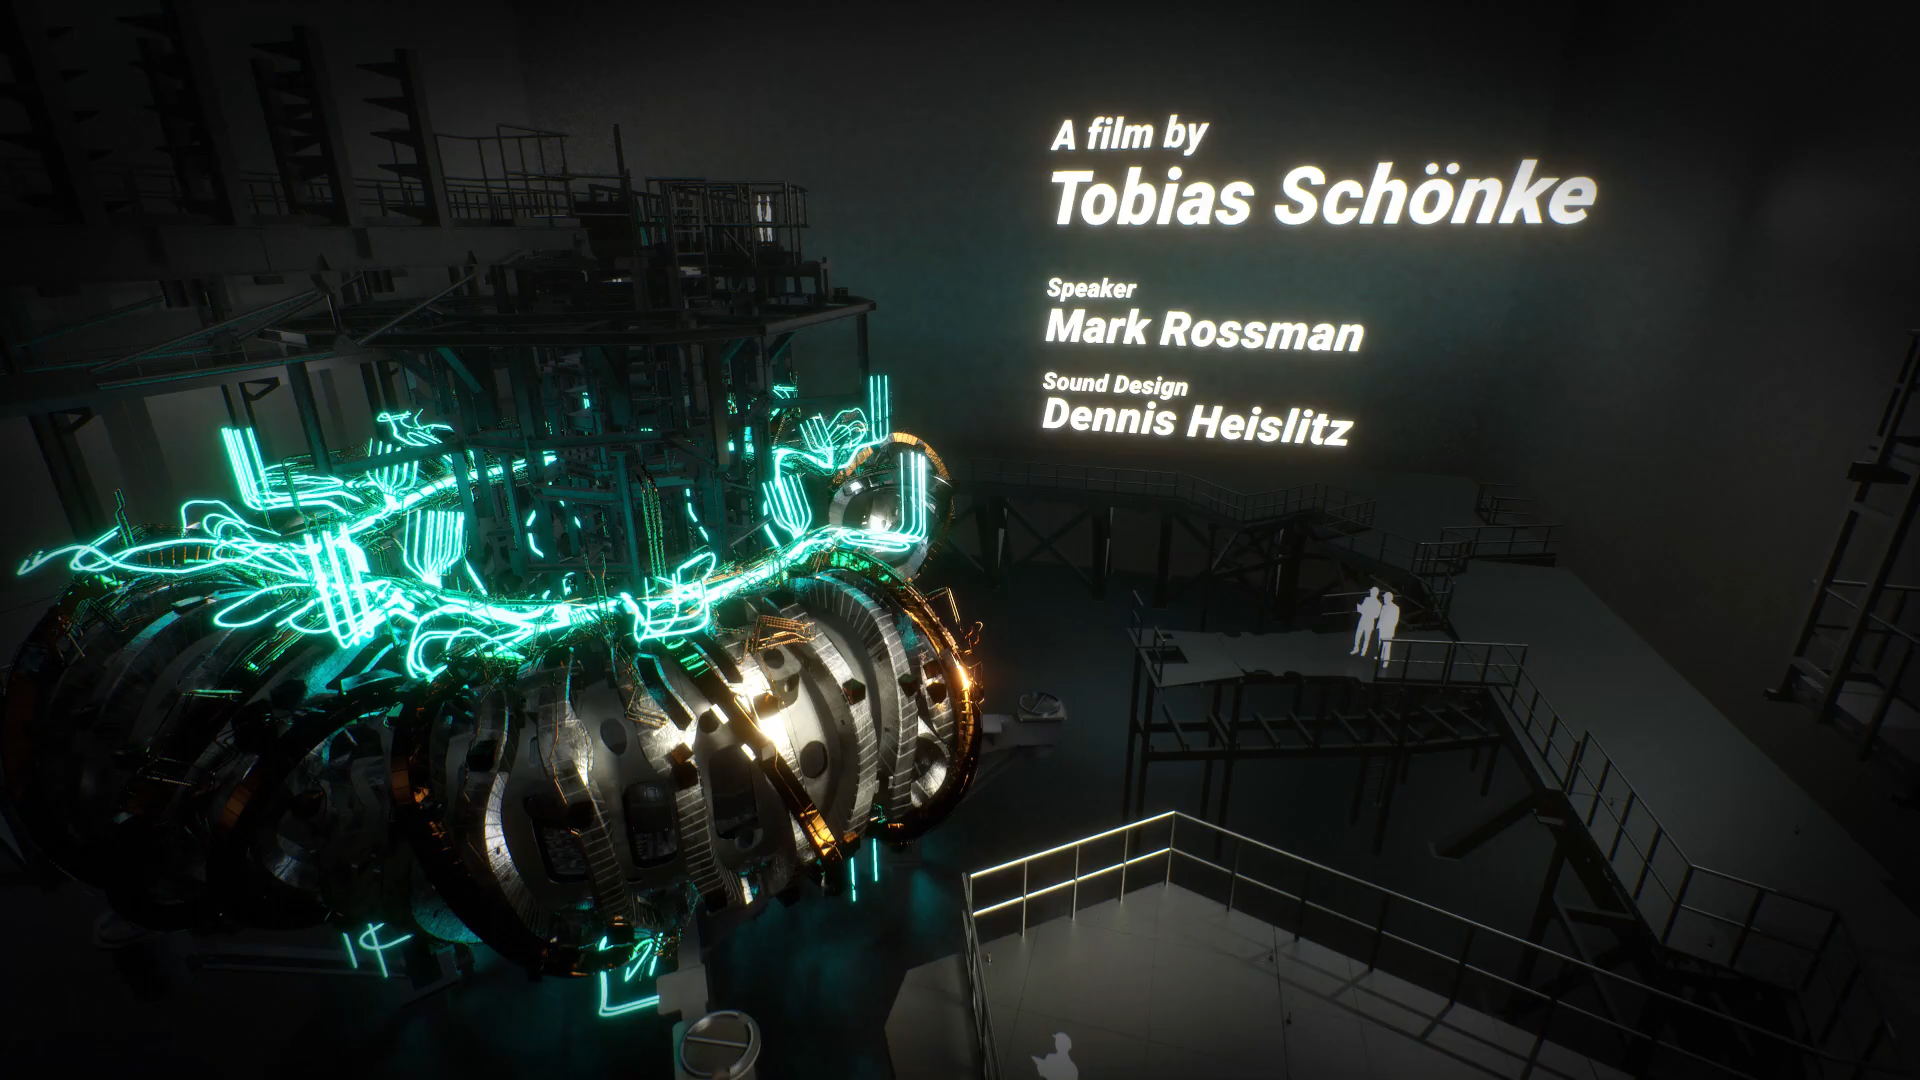 A film by
Tobias Schönke
Speaker
Mark Rossman
Sound Design
Dennis Heislitz